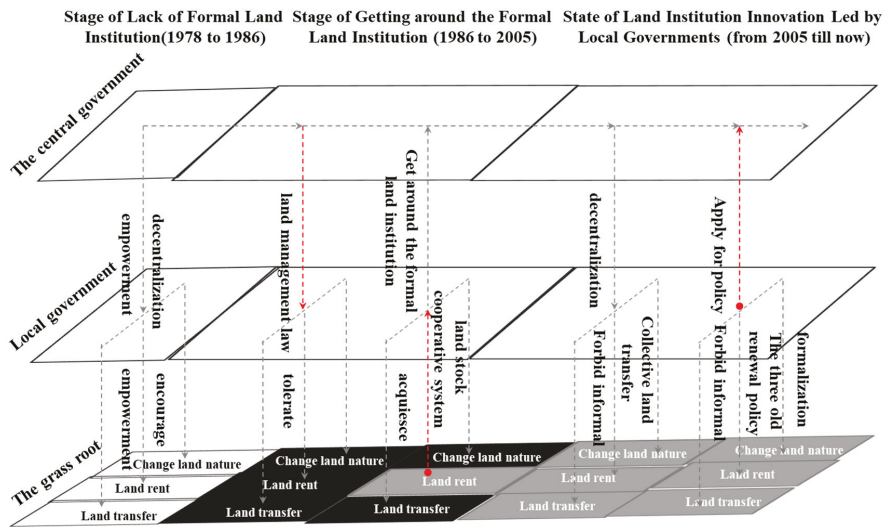 Stage of Lack of Formal Land
Institution(1978 to 1986)
Stage of Getting around the Formal
Land Institution (1986 to 2005)
State of Land Institution Innovation Led by
Local Governments (from 2005 till now)
The central government
decentralization
empowerment
land management law
Get around the formal
land institution
decentralization
Apply for policy
Local government
encourage
empowerment
tolerate
land stock
cooperative system
acquiesce
Collective land
transfer
Forbid informal
formalization
The three old
renewal policy
Forbid informal
The grass root
Change land nature
Land rent
Land transfer
Change land nature
Land rent
Land transfer
Change land nature
Land rent
Land transfer
Change land nature
Land rent
Land transfer
Change land nature
Land rent
Land transfer